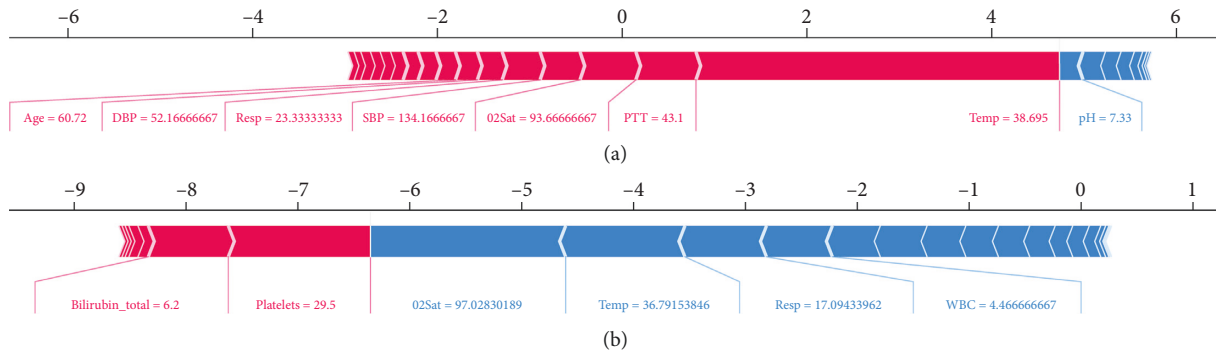 –6 –4 –2 0 2 4 6
Age = 60.72 DBP = 52.16666667 Resp = 23.33333333 SBP = 134.1666667 02Sat = 93.66666667 PTT = 43.1 Temp = 38.695 pH = 7.33
(a)
–9 –8 –7 –6 –5 –4 –3 –2 –1 0 1
Bilirubin_total = 6.2 Platelets = 29.5 02Sat = 97.02830189 Temp = 36.79153846 Resp = 17.09433962 WBC = 4.466666667
(b)